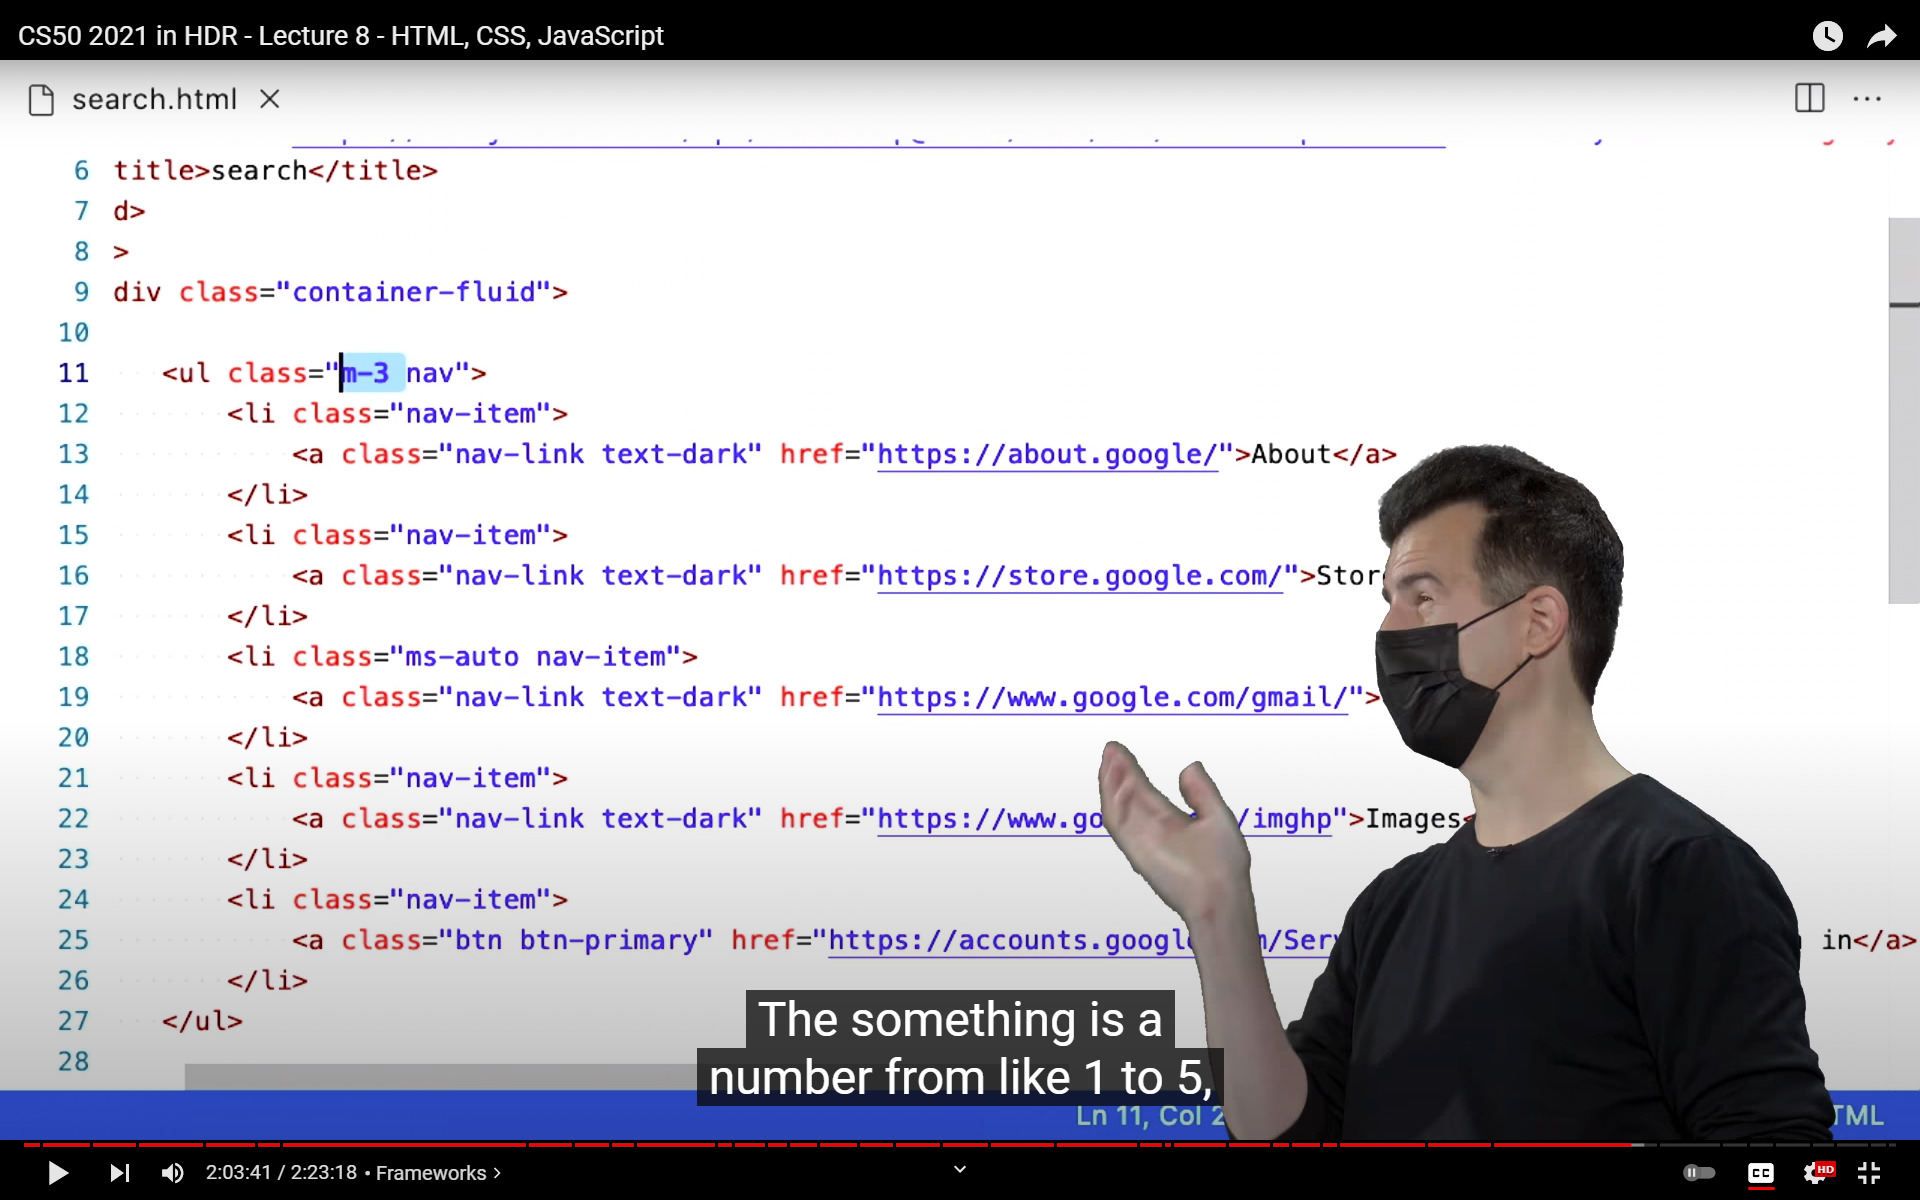 CS50 2021 in HDR - Lecture 8 - HTML, CSS, JavaScript
search.html
6 title>search</title>
7 d>
8 >
9 div class="container-fluid">
10
11 <ul class="m-3 nav">
12 <li class="nav-item">
13 <a class="nav-link text-dark" href="https://about.google/">About</a>
14 </li>
15 <li class="nav-item">
16 <a class="nav-link text-dark" href="https://store.google.com/">Stor
17 </li>
18 <li class="ms-auto nav-item">
19 <a class="nav-link text-dark" href="https://www.google.com/gmail/">
20 </li>
21 <li class="nav-item">
22 <a class="nav-link text-dark" href="https://www.go /imghp">Images
23 </li>
24 <li class="nav-item">
25 <a class="btn btn-primary" href="https://accounts.googl m/Serv in</a>
26 </li>
27 </ul>
28
The something is a
number from like 1 to 5,
Ln 11, Col 2 TML
2:03:41 / 2:23:18 • Frameworks >
CC
HD